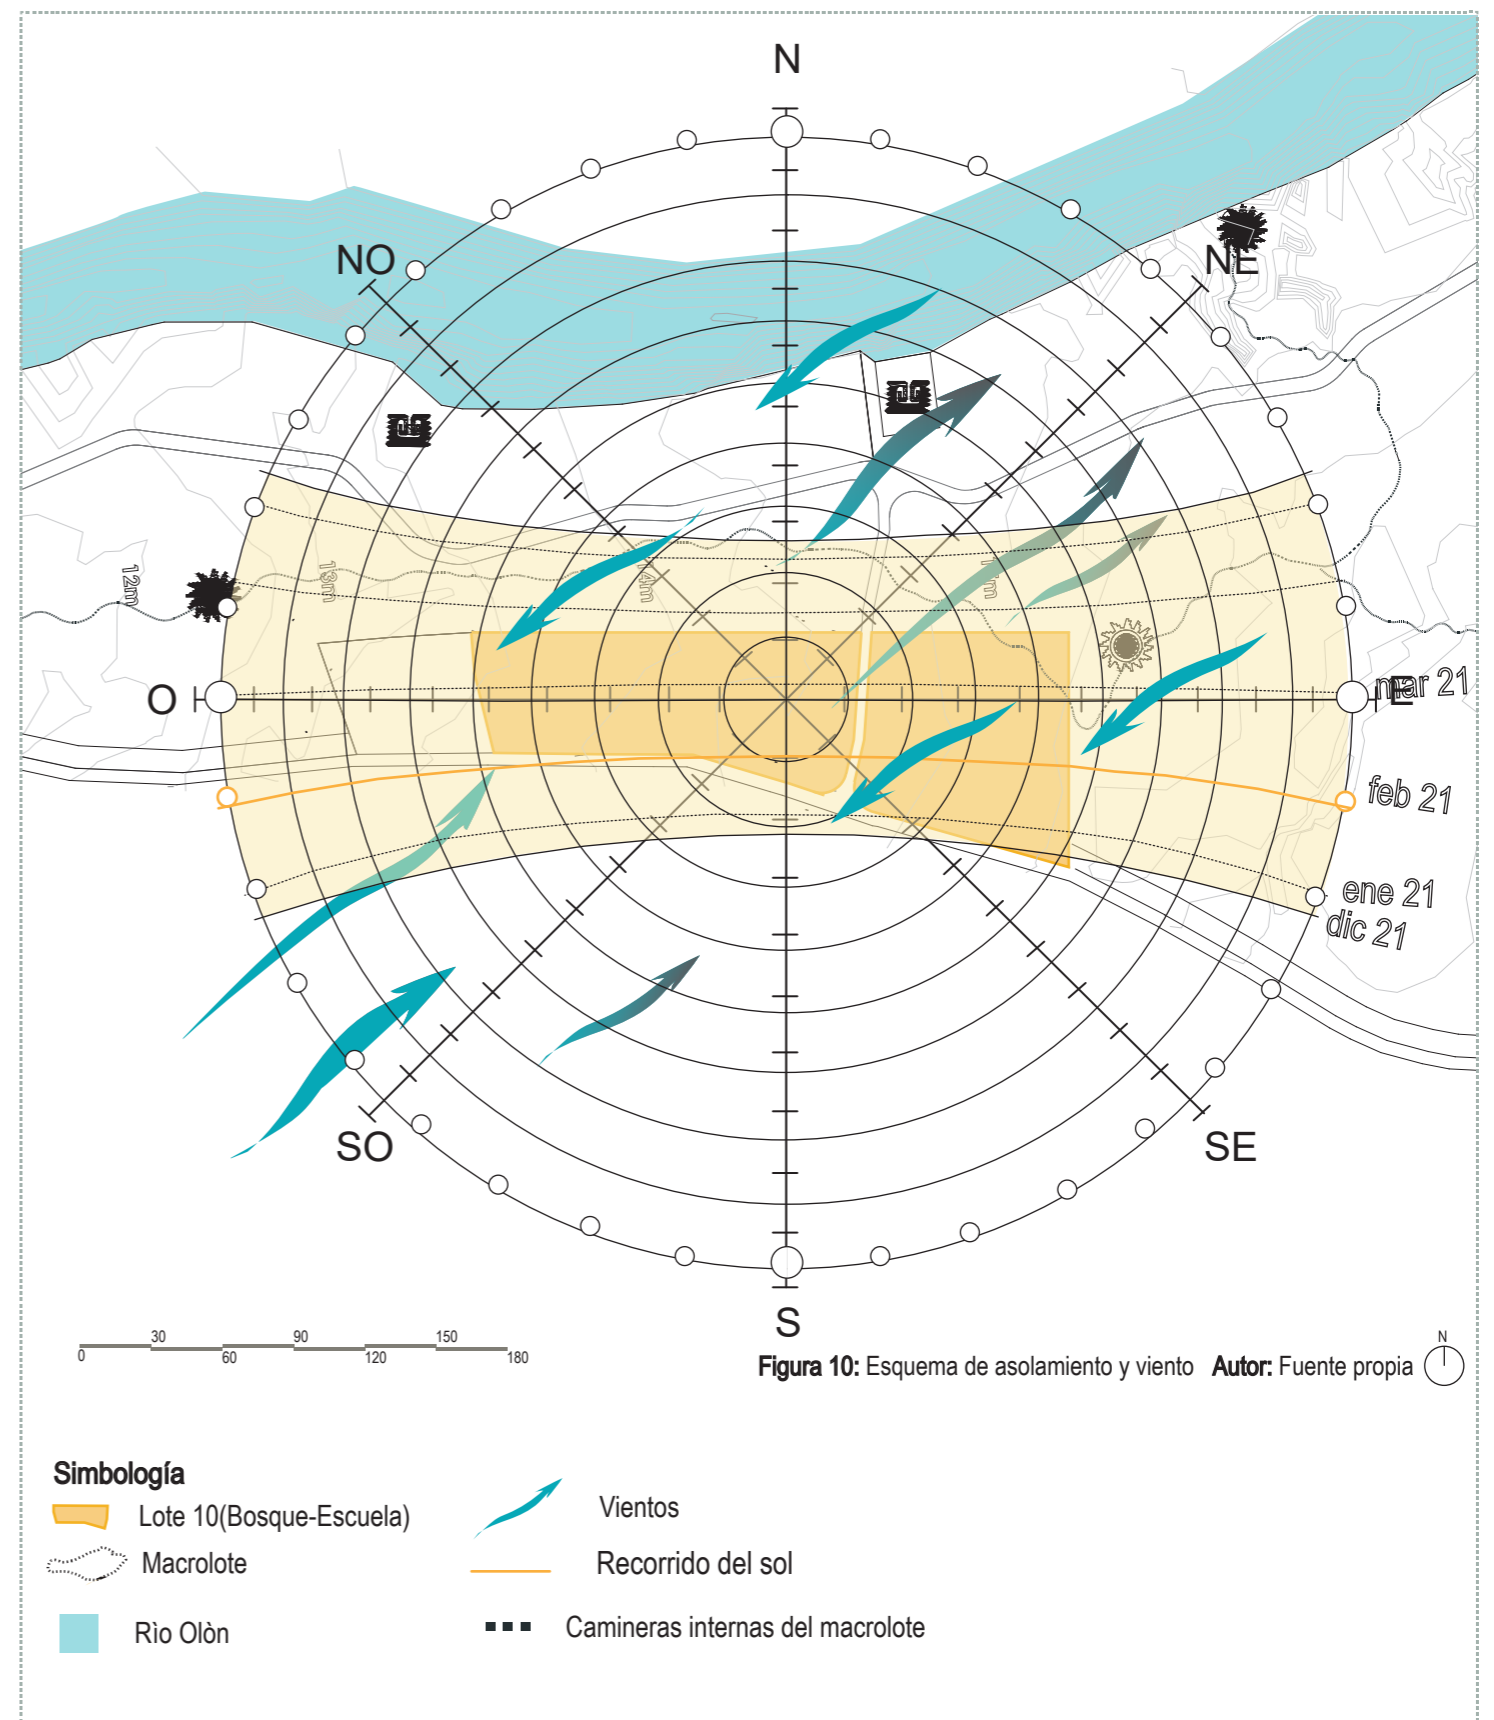 N
NO
NE
12m
13m
14m
O
E
mar 21
feb 21
ene 21
dic 21
SO
SE
S
0 30 60 90 120 150 180
N
Figura 10: Esquema de asolamiento y viento Autor: Fuente propia
Simbología
Lote 10(Bosque-Escuela)
Vientos
Macrolote
Recorrido del sol
Rìo Olòn
Camineras internas del macrolote